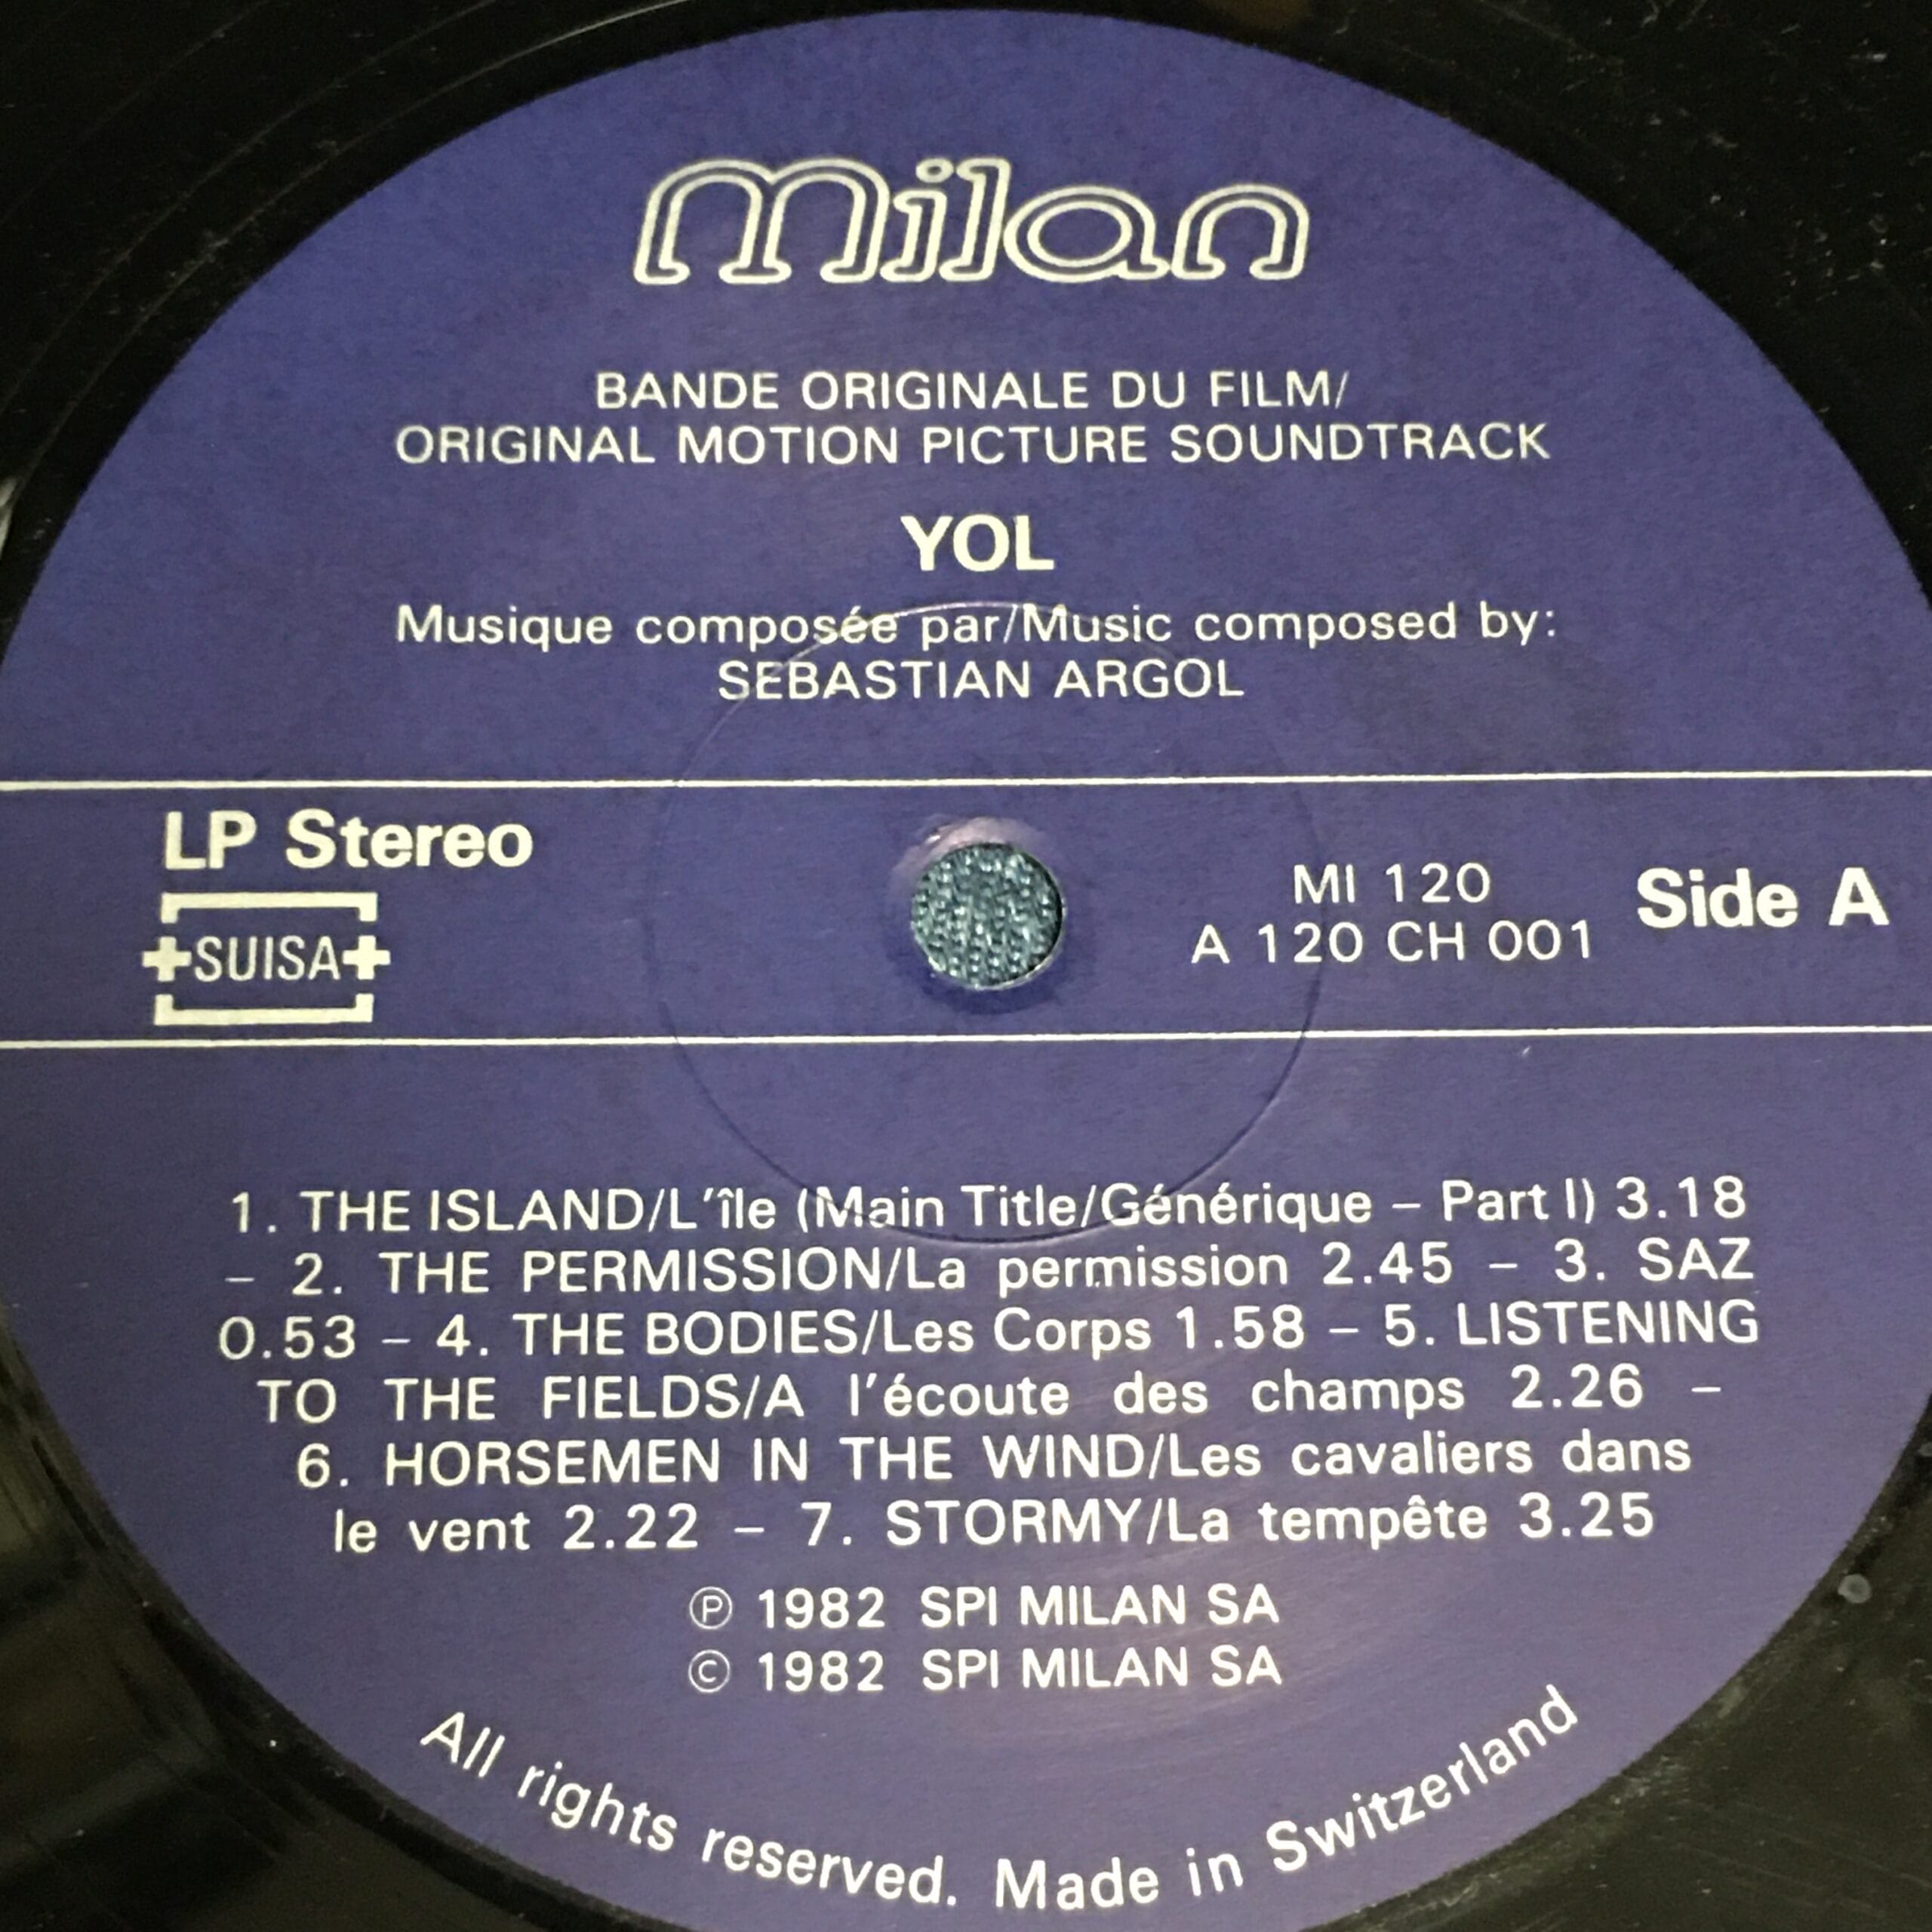 Milan
BANDE ORIGINALE DU FILM/
ORIGINAL MOTION PICTURE SOUNDTRACK
YOL
Musique composée par/Music composed by:
SEBASTIAN ARGOL
LP Stereo
SUISA
MI 120
A 120 CH 001
Side A
1. THE ISLAND/L'île (Main Title/Générique – Part I) 3.18
– 2. THE PERMISSION/La permission 2.45 – 3. SAZ
0.53 – 4. THE BODIES/Les Corps 1.58 – 5. LISTENING
TO THE FIELDS/A l'écoute des champs 2.26 –
6. HORSEMEN IN THE WIND/Les cavaliers dans
le vent 2.22 – 7. STORMY/La tempête 3.25
℗ 1982 SPI MILAN SA
© 1982 SPI MILAN SA
All rights reserved. Made in Switzerland